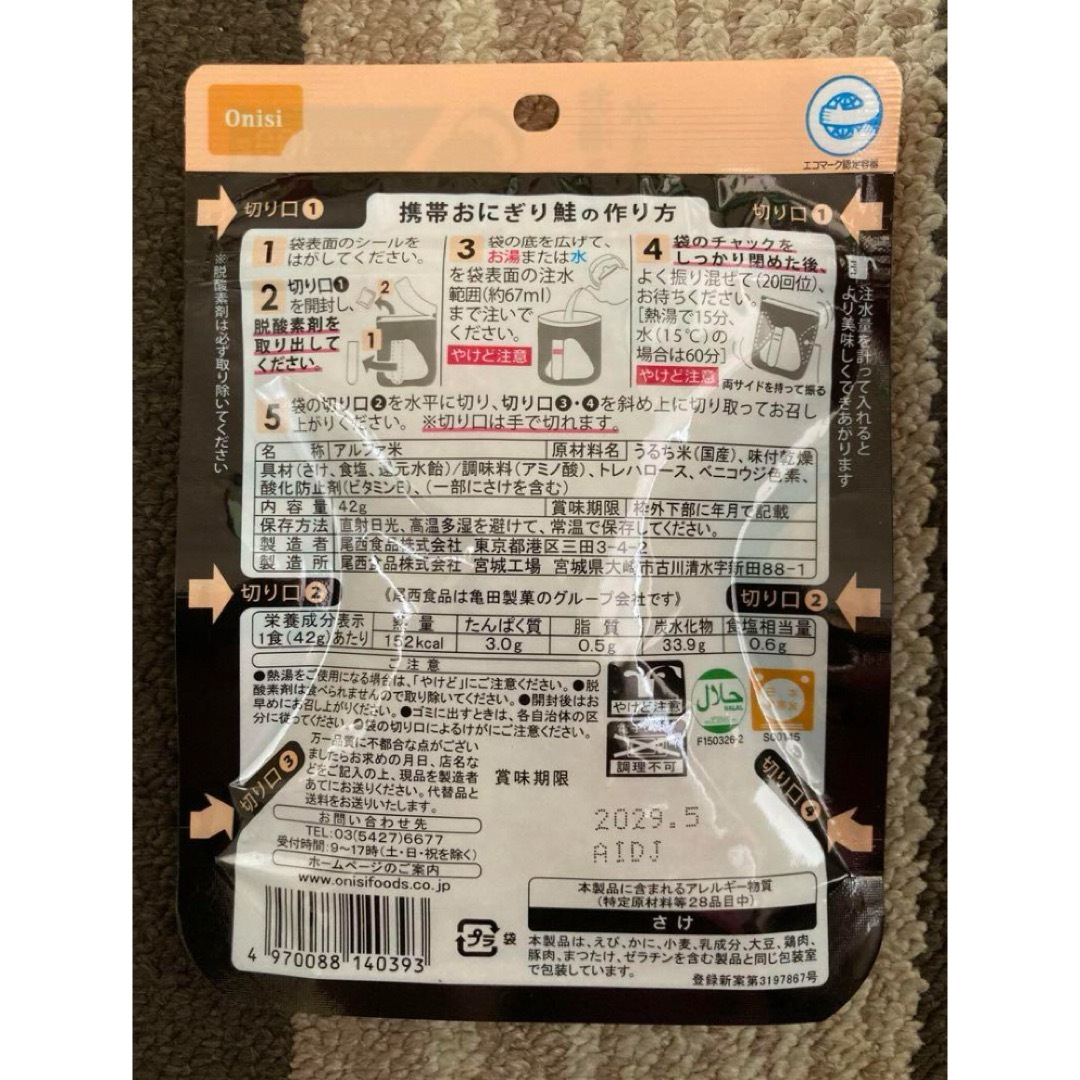 Onisi
エコマーク認定容器
切り口1
携帯おにぎり鮭の作り方
切り口1
1 袋表面のシールを
はがしてください。
2 切り口❶
を開封し、
脱酸素剤を
取り出して
ください。
2
1
3 袋の底を広げて、
お湯または水
を袋表面の注水
範囲(約67ml)
まで注いで
ください。
やけど注意
4 袋のチャックを
しっかり閉めた後、
よく振り混ぜて(20回位)、
お待ちください。
[熱湯で15分、
水(15℃)の
場合は60分]
やけど注意
両サイドを持って振る
5 袋の切り口❷を水平に切り、切り口❸・❹を斜め上に切り取ってお召し
上がりください。※切り口は手で切れます。
※脱酸素剤は必ず取り除いてください
注水量を計って入れると
より美味しくできあがります
名称 アルファ米 原材料名 うるち米(国産)、味付乾燥
具材(さけ、食塩、還元水飴)/調味料(アミノ酸)、トレハロース、ベニコウジ色素、
酸化防止剤(ビタミンE)、(一部にさけを含む)
内容量 42g 賞味期限 枠外下部に年月で記載
保存方法 直射日光、高温多湿を避けて、常温で保存してください。
製造者 尾西食品株式会社 東京都港区三田3-4-2
製造所 尾西食品株式会社 宮城工場 宮城県大崎市古川清水字新田88-1
切り口2
《尾西食品は亀田製菓のグループ会社です》
切り口2
栄養成分表示 熱量 たんぱく質 脂質 炭水化物 食塩相当量
1食(42g)あたり 152kcal 3.0g 0.5g 33.9g 0.6g
ご注意
●熱湯をご使用になる場合は、「やけど」にご注意ください。●脱
酸素剤は食べられませんので取り除いてください。●開封後はお
早めにお召し上がりください。●ゴミに出すときは、各自治体の区
分に従ってください。●袋の切り口によるけがにご注意ください。
やけど注意
調理不可
حلال
HALAL
F150326-2
切り口3
切り口4
万一品質に不都合な点がござい
ましたらお求めの月日、店名な
どをご記入の上、現品を製造者
あてにお送りください。代替品と
送料をお送りいたします。
賞味期限
2029.5
AIDJ
お問い合わせ先
TEL:03(5427)6677
受付時間:9~17時(土・日・祝を除く)
ホームページのご案内
www.onisifoods.co.jp
4 970088 140393
プラ 袋
本製品に含まれるアレルギー物質
(特定原材料等28品目中)
さけ
本製品は、えび、かに、小麦、乳成分、大豆、鶏肉、
豚肉、まつたけ、ゼラチンを含む製品と同じ包装室
で包装しています。
登録新案第3197867号